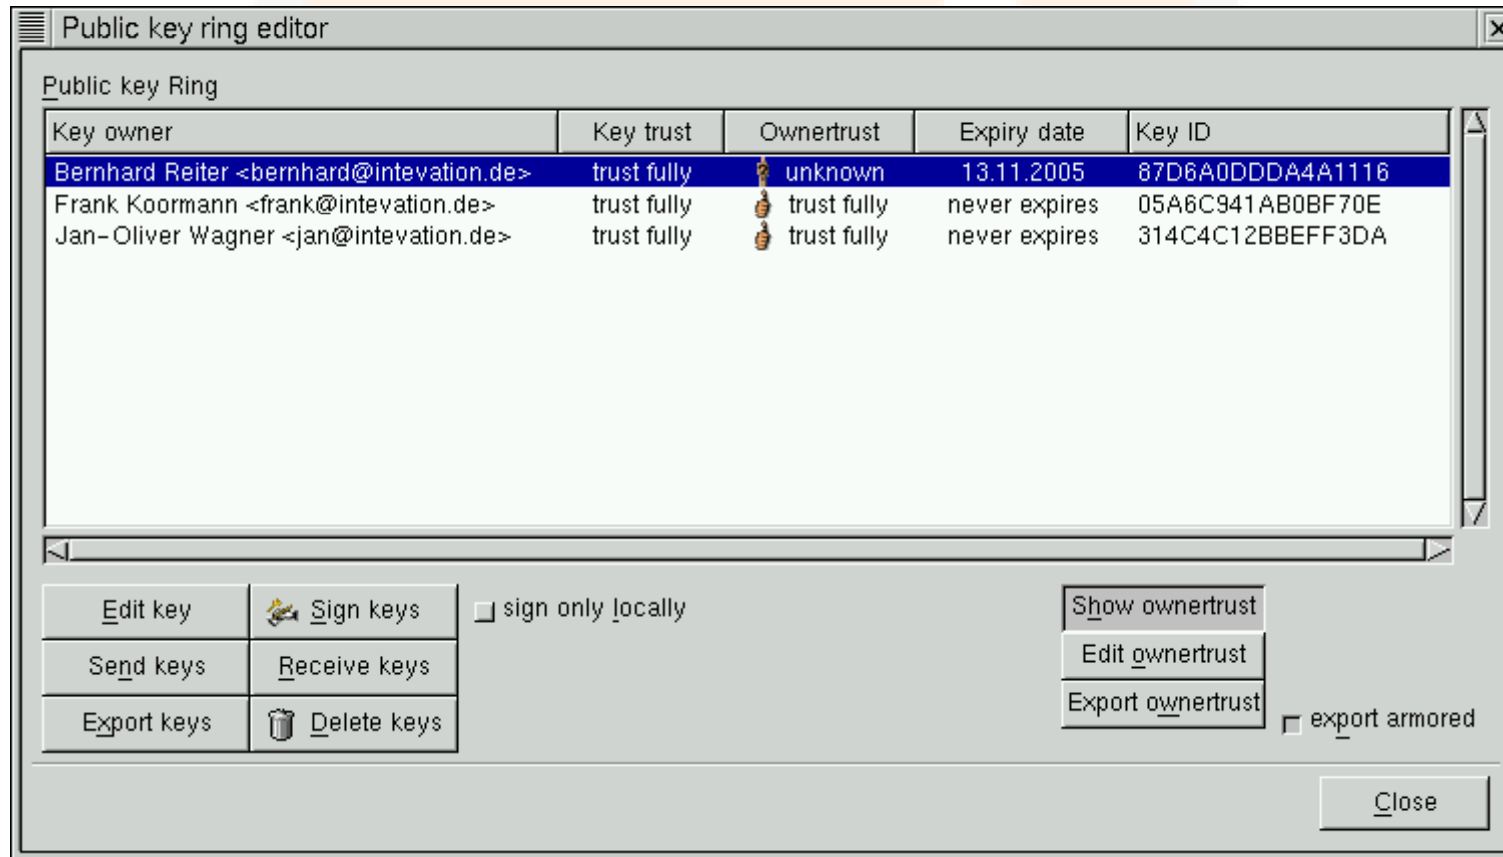 Public key ring editor
Public key Ring
Key owner Key trust Ownertrust Expiry date Key ID
Bernhard Reiter <bernhard@intevation.de> trust fully unknown 13.11.2005 87D6A0DDDA4A1116
Frank Koormann <frank@intevation.de> trust fully trust fully never expires 05A6C941AB0BF70E
Jan-Oliver Wagner <jan@intevation.de> trust fully trust fully never expires 314C4C12BBEFF3DA
Edit key Sign keys sign only locally Show ownertrust
Send keys Receive keys Edit ownertrust
Export keys Delete keys Export ownertrust export armored
Close